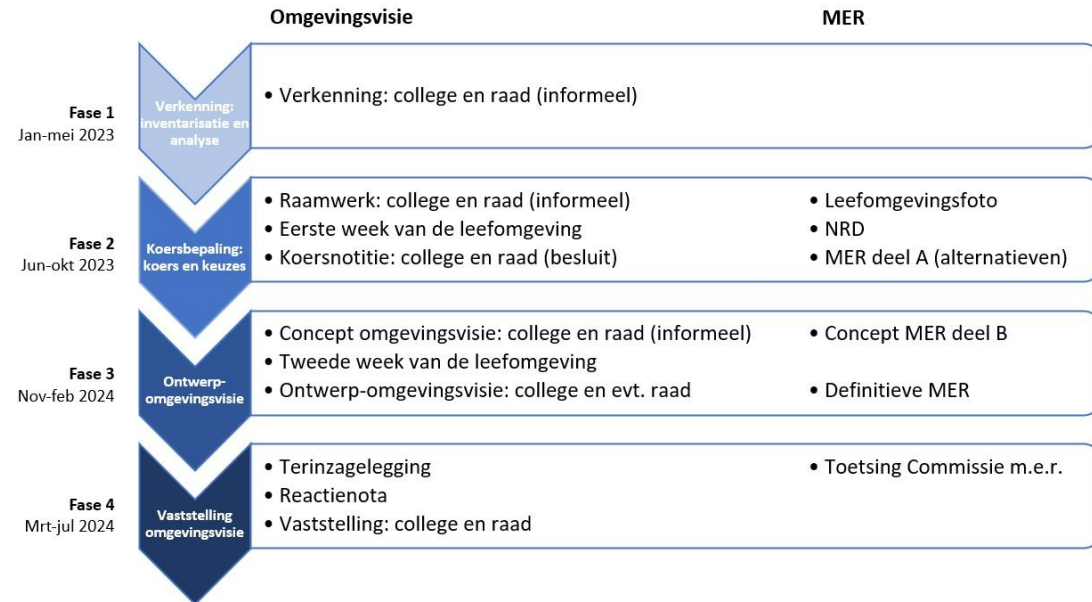 Omgevingsvisie
MER
Fase 1
Jan-mei 2023
Verkenning:
inventarisatie en
analyse
• Verkenning: college en raad (informeel)
Fase 2
Jun-okt 2023
Koersbepaling:
koers en keuzes
• Raamwerk: college en raad (informeel)
• Eerste week van de leefomgeving
• Koersnotitie: college en raad (besluit)
• Leefomgevingsfoto
• NRD
• MER deel A (alternatieven)
Fase 3
Nov-feb 2024
Ontwerp-
omgevingsvisie
• Concept omgevingsvisie: college en raad (informeel)
• Tweede week van de leefomgeving
• Ontwerp-omgevingsvisie: college en evt. raad
• Concept MER deel B
• Definitieve MER
Fase 4
Mrt-jul 2024
Vaststelling
omgevingsvisie
• Terinzagelegging
• Reactienota
• Vaststelling: college en raad
• Toetsing Commissie m.e.r.